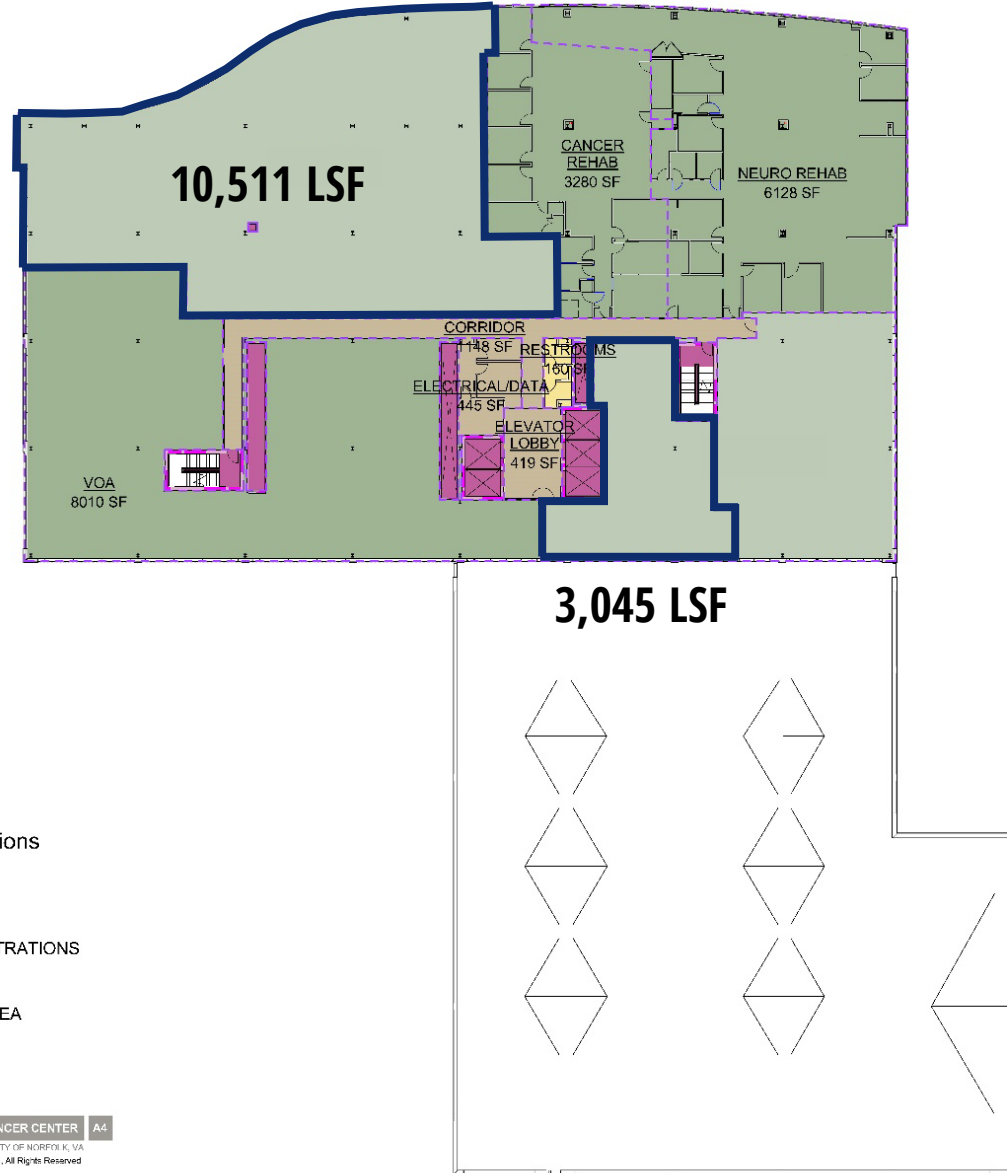 10,511 LSF
CANCER
REHAB
3280 SF
NEURO REHAB
6128 SF
CORRIDOR
1148 SF
RESTROOMS
160 SF
ELECTRICAL/DATA
445 SF
ELEVATOR
LOBBY
419 SF
VOA
8010 SF
3,045 LSF
ions
TRATIONS
EA
NCER CENTER A4
TY OF NORFOLK, VA
, All Rights Reserved